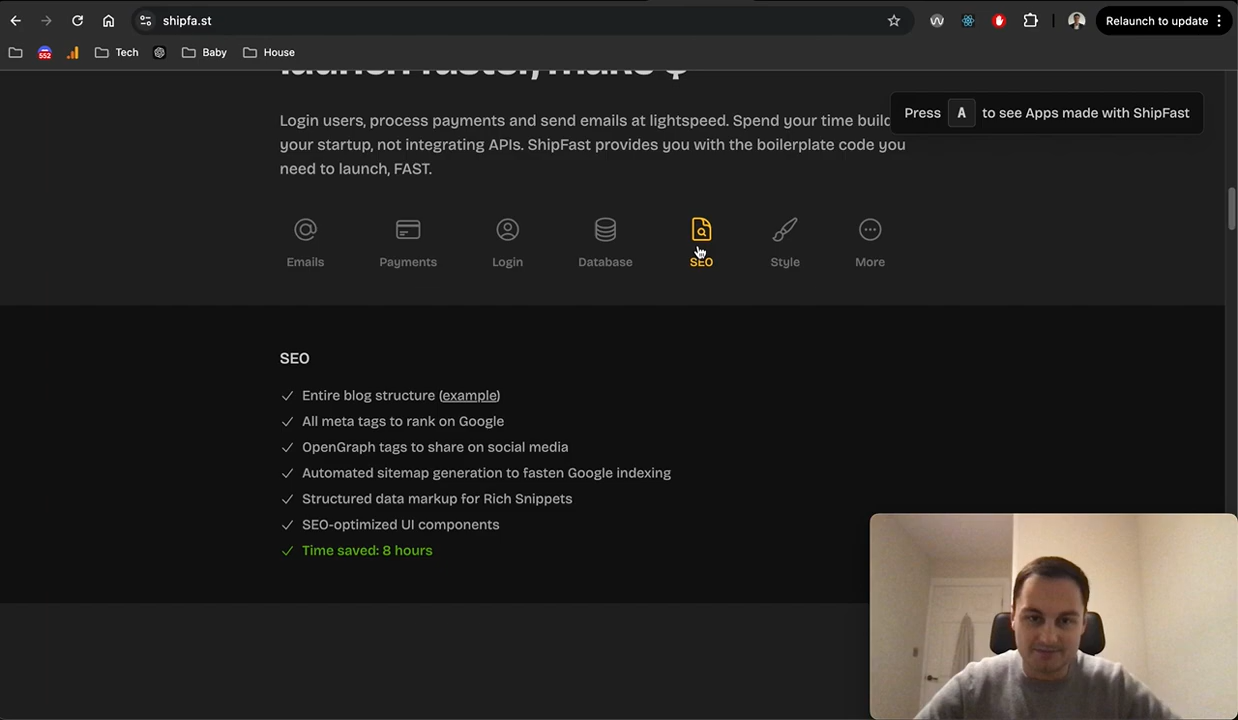 shipfa.st
Relaunch to update
552
Tech
Baby
House
launch faster, make $
Press A to see Apps made with ShipFast
Login users, process payments and send emails at lightspeed. Spend your time build
your startup, not integrating APIs. ShipFast provides you with the boilerplate code you
need to launch, FAST.
Emails
Payments
Login
Database
SEO
Style
More
SEO
Entire blog structure (example)
All meta tags to rank on Google
OpenGraph tags to share on social media
Automated sitemap generation to fasten Google indexing
Structured data markup for Rich Snippets
SEO-optimized UI components
Time saved: 8 hours